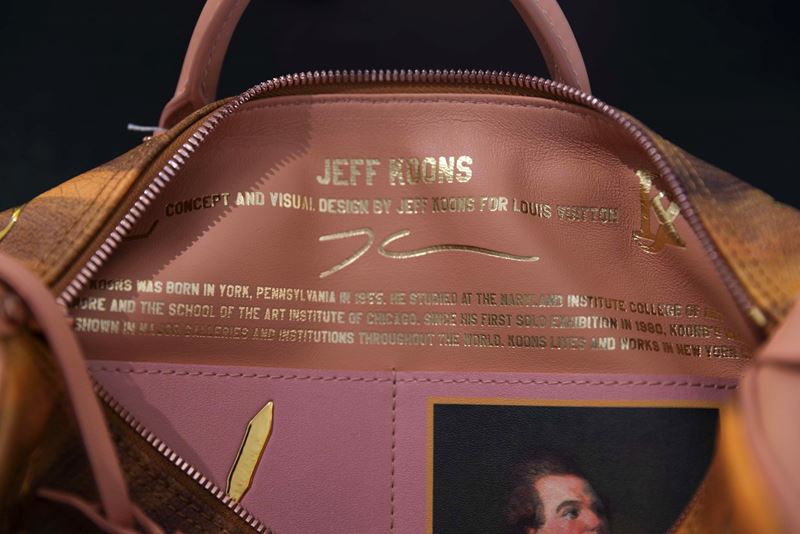 JEFF KOONS
CONCEPT AND VISUAL DESIGN BY JEFF KOONS FOR LOUIS VUITTON
KOONS WAS BORN IN YORK, PENNSYLVANIA IN 1955. HE STUDIED AT THE MARYLAND INSTITUTE COLLEGE OF
AND THE SCHOOL OF THE ART INSTITUTE OF CHICAGO. SINCE HIS FIRST SOLO EXHIBITION IN 1980, KOONS'S
SHOWN IN MAJOR GALLERIES AND INSTITUTIONS THROUGHOUT THE WORLD. KOONS LIVES AND WORKS IN NEW YORK